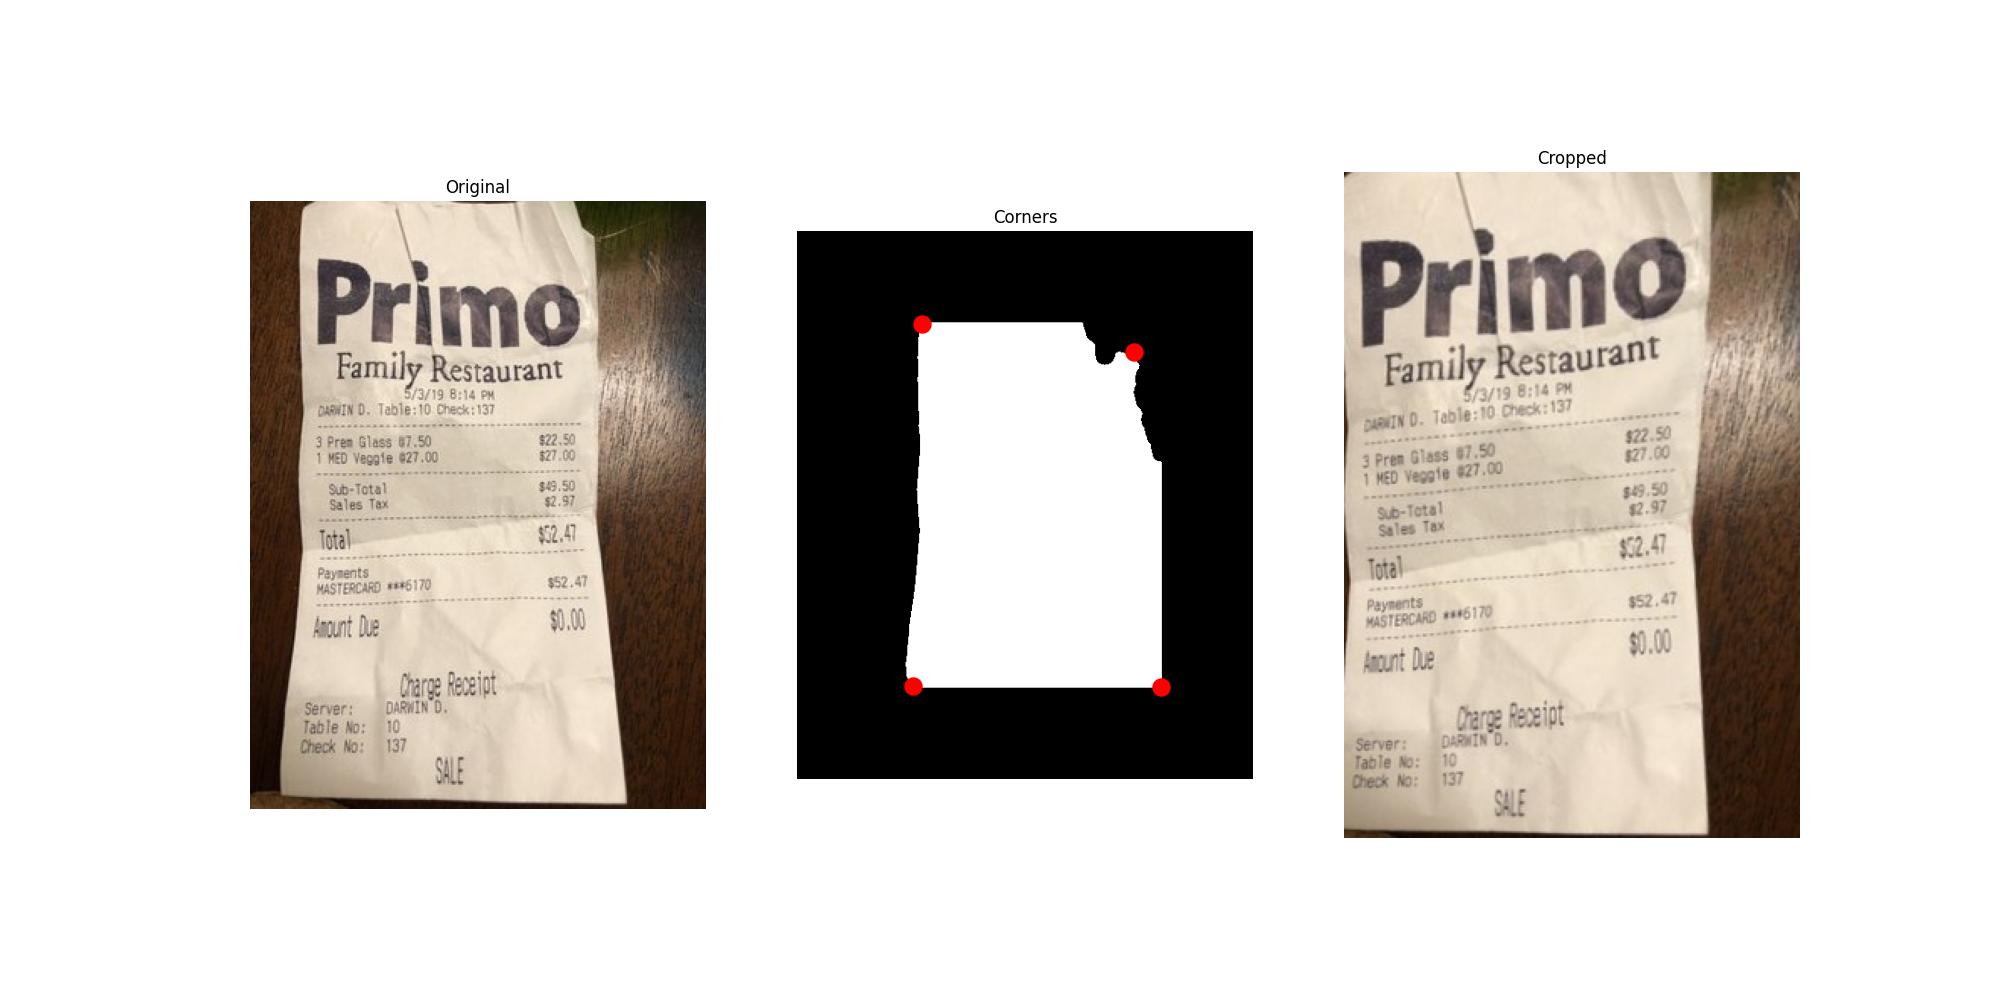 Original
Primo
Family Restaurant
5/3/19 8:14 PM
DARWIN D. Table:10 Check:137
3 Prem Glass @7.50 $22.50
1 MED Veggie @27.00 $27.00
Sub-Total $49.50
Sales Tax $2.97
Total $52.47
Payments
MASTERCARD ***6170 $52.47
Amount Due $0.00
Charge Receipt
Server: DARWIN D.
Table No: 10
Check No: 137
SALE
Corners
Cropped
Primo
Family Restaurant
5/3/19 8:14 PM
DARWIN D. Table:10 Check:137
3 Prem Glass @7.50 $22.50
1 MED Veggie @27.00 $27.00
Sub-Total $49.50
Sales Tax $2.97
Total $52.47
Payments
MASTERCARD ***6170 $52.47
Amount Due $0.00
Charge Receipt
Server: DARWIN D.
Table No: 10
Check No: 137
SALE